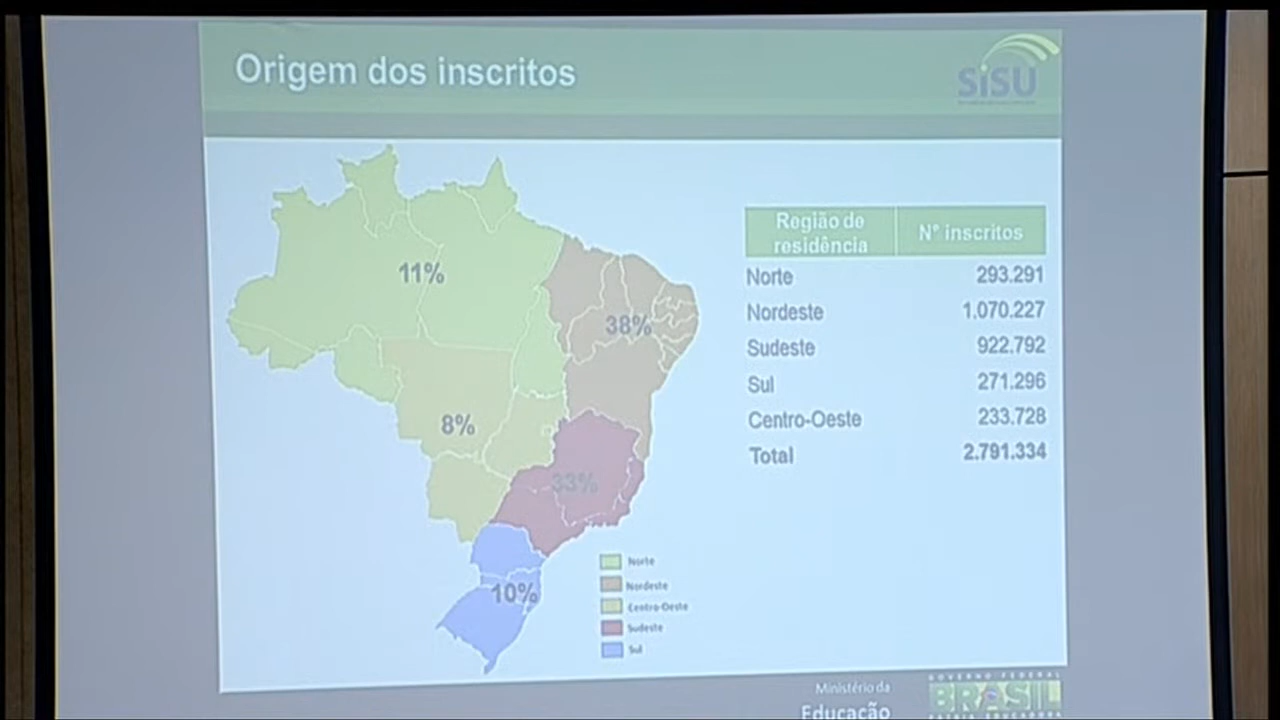 Origem dos inscritos
SiSU
Região de residência Nº inscritos
Norte 293.291
Nordeste 1.070.227
Sudeste 922.792
Sul 271.296
Centro-Oeste 233.728
Total 2.791.334
11%
38%
8%
33%
10%
Norte
Nordeste
Centro-Oeste
Sudeste
Sul
Ministério da
Educação
GOVERNO FEDERAL
BRASIL
PÁTRIA EDUCADORA